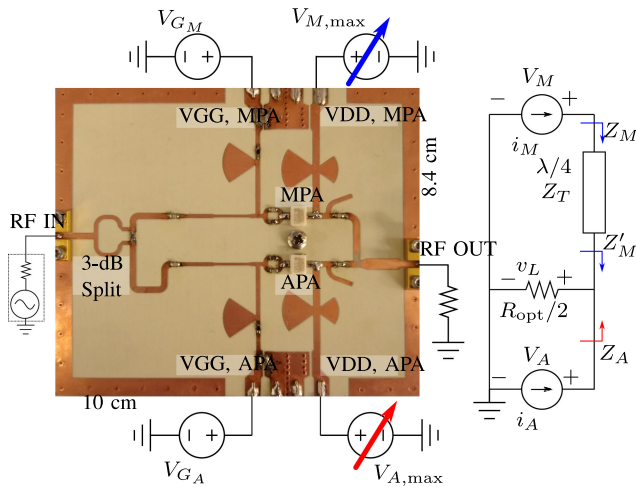 V_{G_M}
V_{M,max}
VGG, MPA
VDD, MPA
MPA
8.4 cm
RF IN
3-dB
Split
RF OUT
APA
VGG, APA
VDD, APA
10 cm
V_{G_A}
V_{A,max}
V_M
− +
i_M
Z_M
λ/4
Z_T
Z'_M
− v_L +
R_{opt}/2
Z_A
− V_A +
i_A